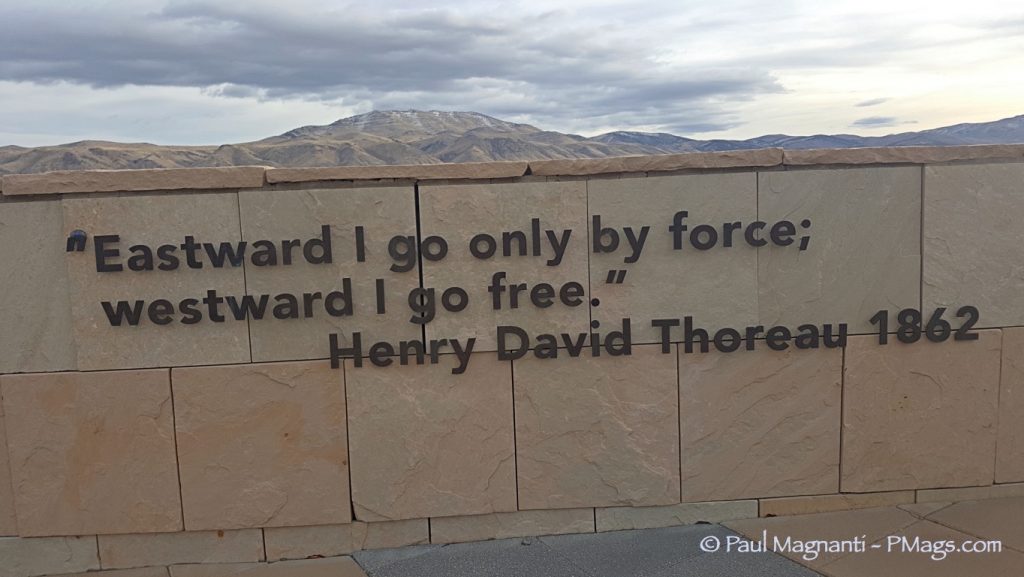 "Eastward I go only by force;
westward I go free."
Henry David Thoreau 1862
© Paul Magnanti - PMags.com